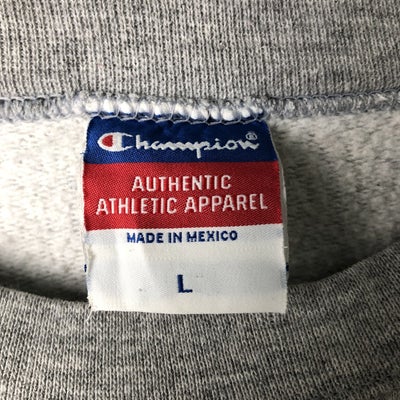 Champion®
AUTHENTIC
ATHLETIC APPAREL
MADE IN MEXICO
L